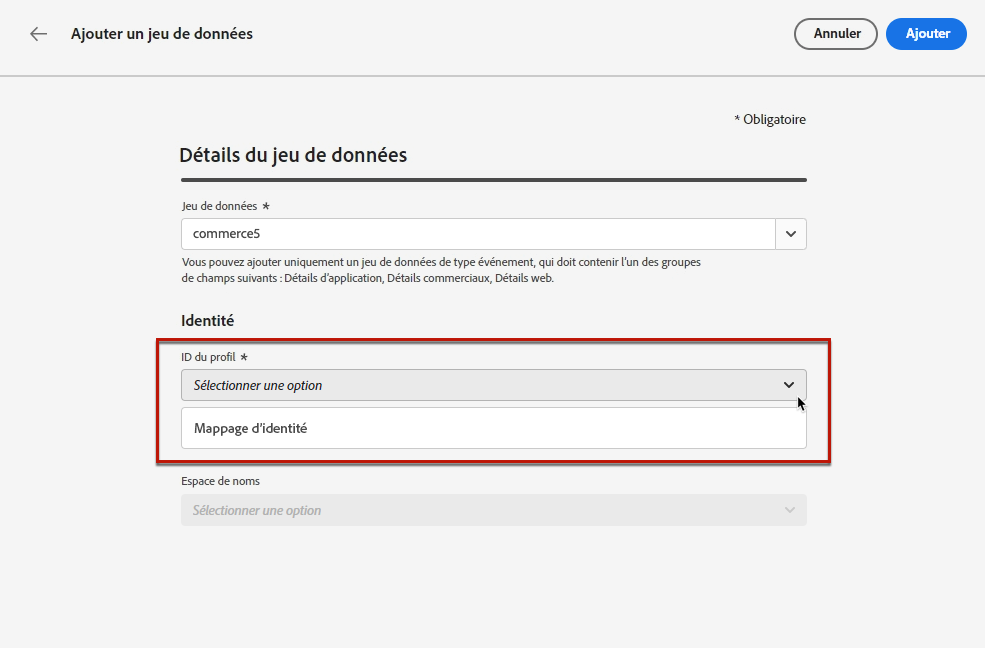 Ajouter un jeu de données
Annuler
Ajouter
* Obligatoire
Détails du jeu de données
Jeu de données *
commerce5
Vous pouvez ajouter uniquement un jeu de données de type événement, qui doit contenir l’un des groupes
de champs suivants : Détails d’application, Détails commerciaux, Détails web.
Identité
ID du profil *
Sélectionner une option
Mappage d’identité
Espace de noms
Sélectionner une option